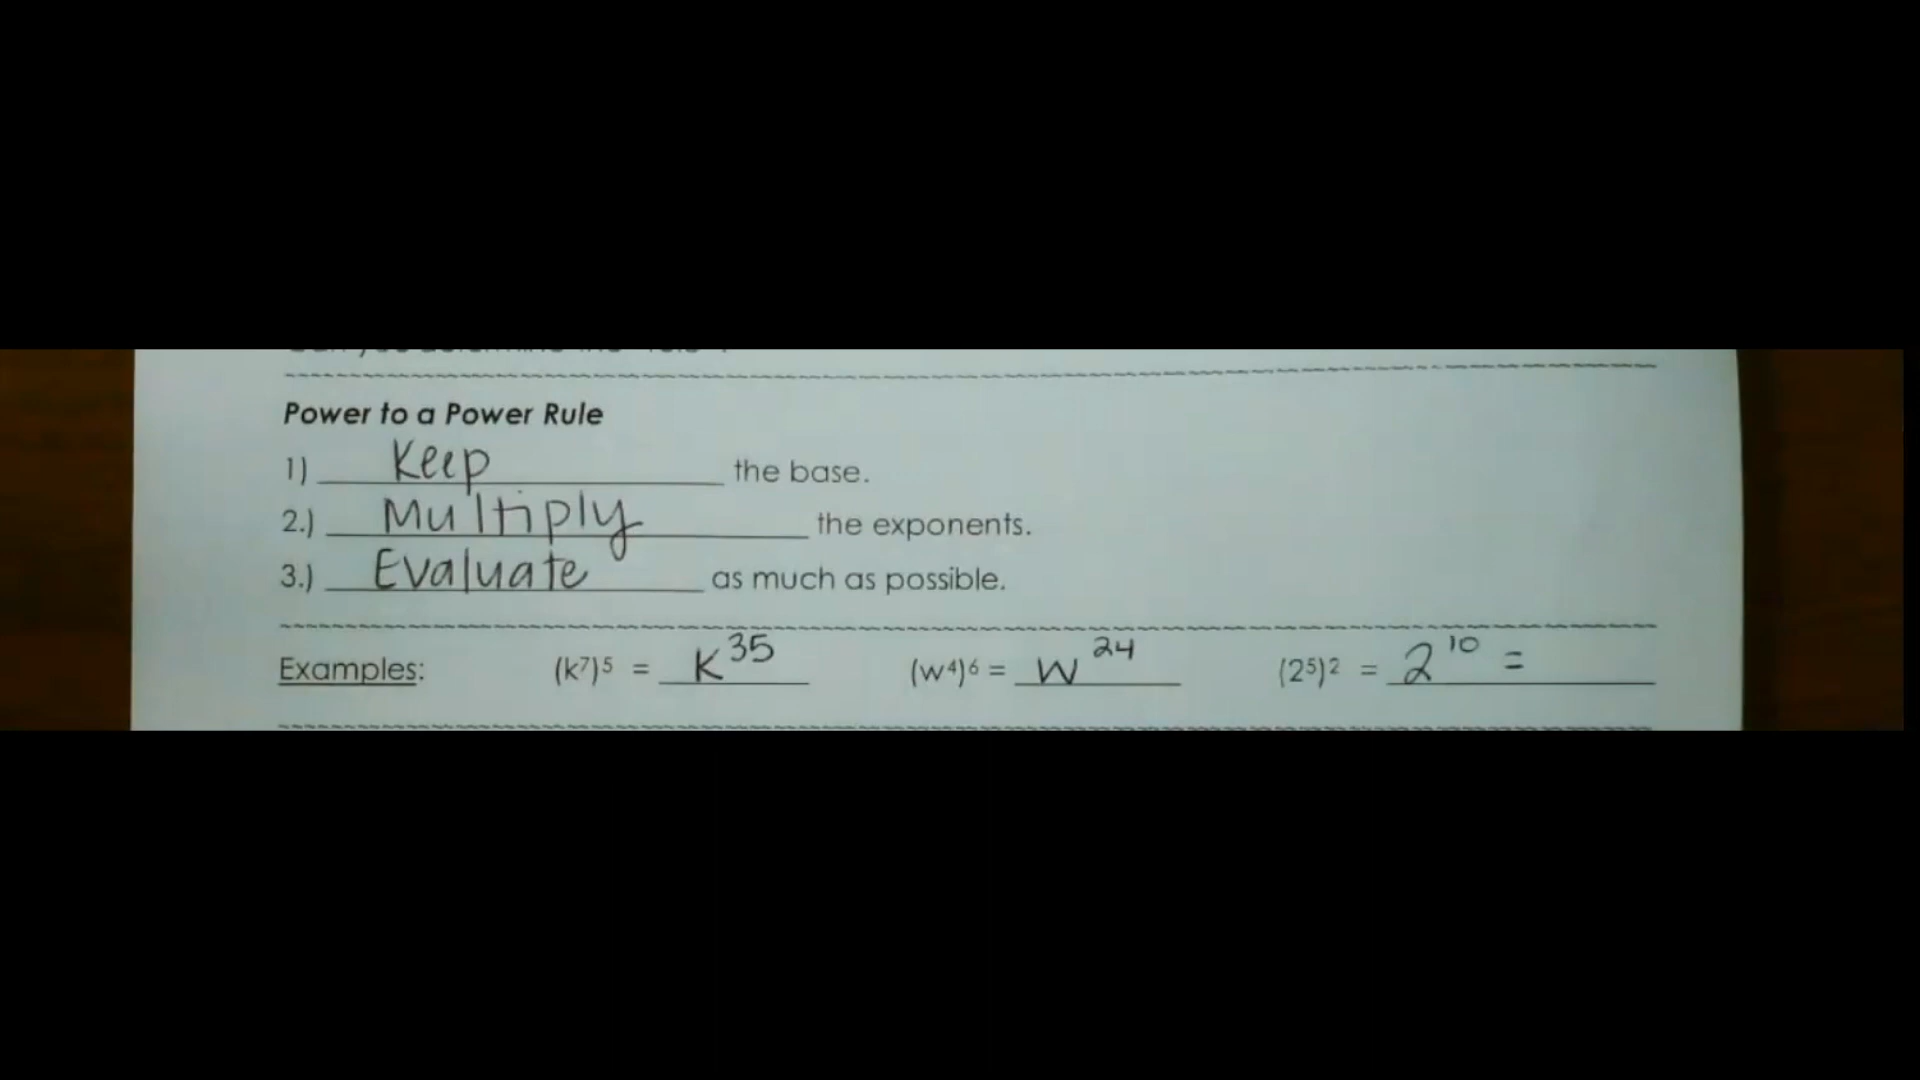 Power to a Power Rule
1) Keep the base.
2.) Multiply the exponents.
3.) Evaluate as much as possible.
Examples: (k⁷)⁵ = K³⁵ (w⁴)⁶ = W²⁴ (2⁵)² = 2¹⁰ =